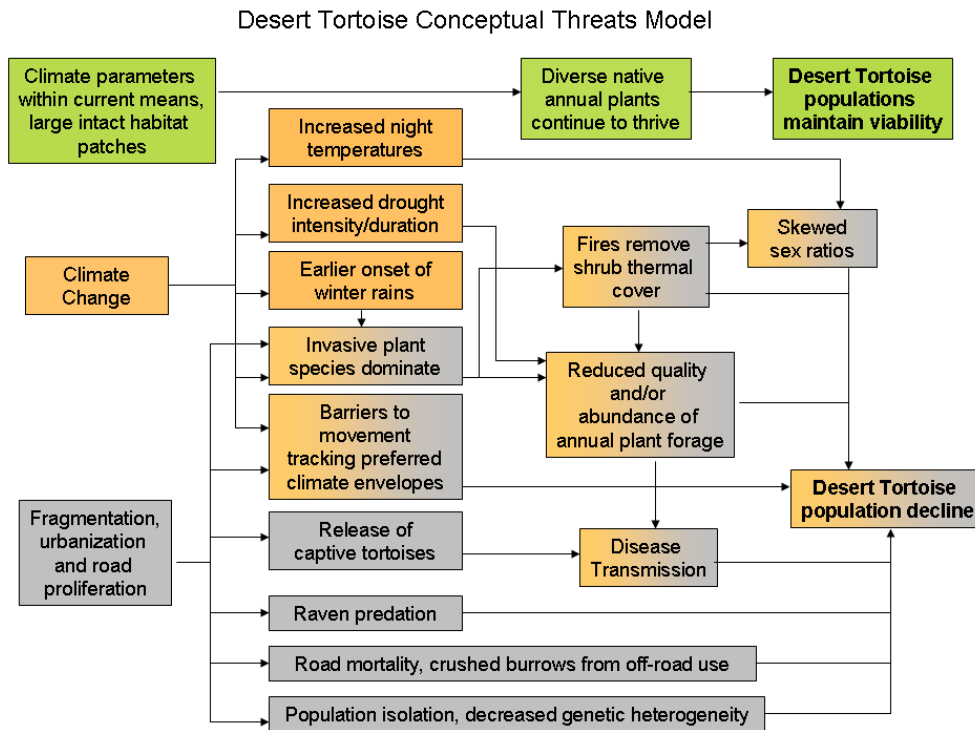 Desert Tortoise Conceptual Threats Model
Climate parameters
within current means,
large intact habitat
patches
Diverse native
annual plants
continue to thrive
Desert Tortoise
populations
maintain viability
Increased night
temperatures
Increased drought
intensity/duration
Earlier onset of
winter rains
Climate
Change
Invasive plant
species dominate
Barriers to
movement
tracking preferred
climate envelopes
Fires remove
shrub thermal
cover
Skewed
sex ratios
Reduced quality
and/or
abundance of
annual plant forage
Desert Tortoise
population decline
Fragmentation,
urbanization
and road
proliferation
Release of
captive tortoises
Disease
Transmission
Raven predation
Road mortality, crushed burrows from off-road use
Population isolation, decreased genetic heterogeneity